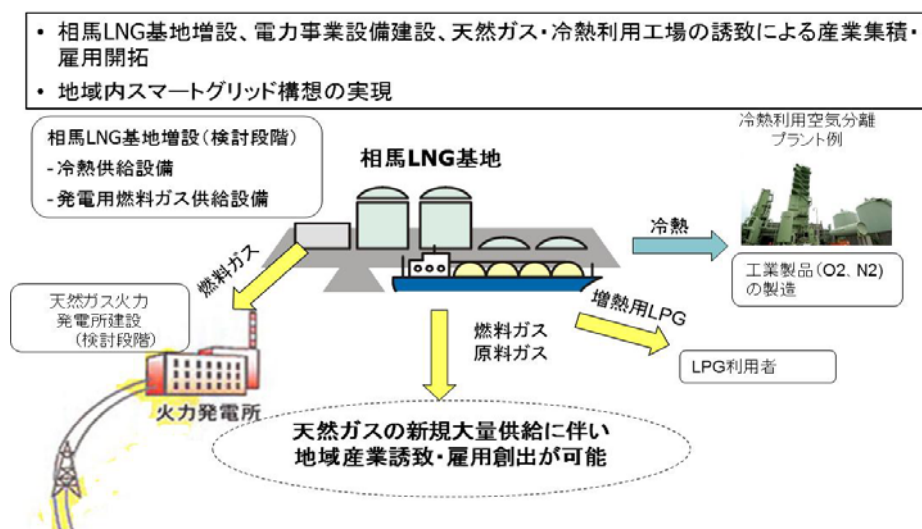 • 相馬LNG基地増設、電力事業設備建設、天然ガス・冷熱利用工場の誘致による産業集積・
雇用開拓
• 地域内スマートグリッド構想の実現
相馬LNG基地増設(検討段階)
-冷熱供給設備
-発電用燃料ガス供給設備
相馬LNG基地
冷熱利用空気分離
プラント例
冷熱
工業製品(O2、N2)
の製造
燃料ガス
天然ガス火力
発電所建設
(検討段階)
増熱用LPG
燃料ガス
原料ガス
LPG利用者
火力発電所
天然ガスの新規大量供給に伴い
地域産業誘致・雇用創出が可能